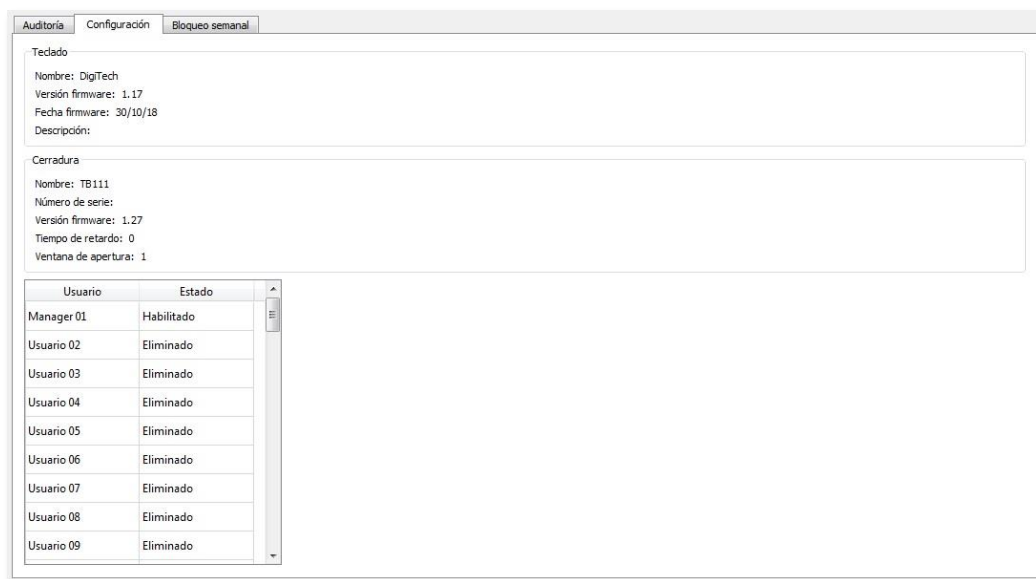 Auditoría Configuración Bloqueo semanal
Teclado
Nombre: DigiTech
Versión firmware: 1.17
Fecha firmware: 30/10/18
Descripción:
Cerradura
Nombre: TB111
Número de serie:
Versión firmware: 1.27
Tiempo de retardo: 0
Ventana de apertura: 1
Usuario Estado
Manager 01 Habilitado
Usuario 02 Eliminado
Usuario 03 Eliminado
Usuario 04 Eliminado
Usuario 05 Eliminado
Usuario 06 Eliminado
Usuario 07 Eliminado
Usuario 08 Eliminado
Usuario 09 Eliminado